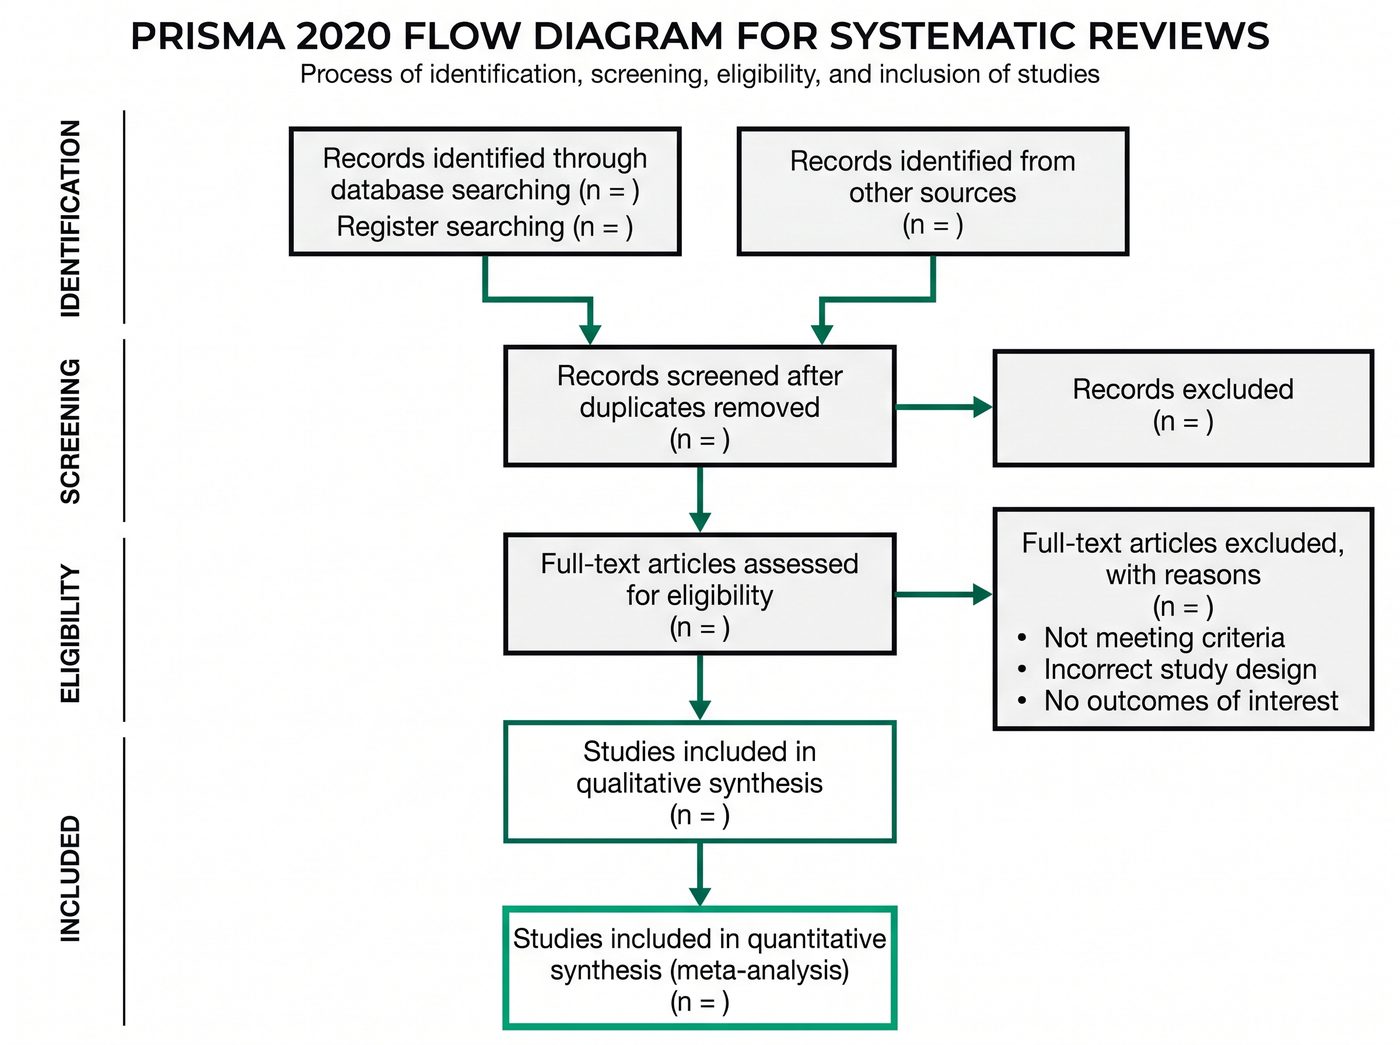 PRISMA 2020 FLOW DIAGRAM FOR SYSTEMATIC REVIEWS
Process of identification, screening, eligibility, and inclusion of studies
IDENTIFICATION
Records identified through
database searching (n = )
Register searching (n = )
Records identified from
other sources
(n = )
SCREENING
Records screened after
duplicates removed
(n = )
Records excluded
(n = )
ELIGIBILITY
Full-text articles assessed
for eligibility
(n = )
Full-text articles excluded,
with reasons
(n = )
• Not meeting criteria
• Incorrect study design
• No outcomes of interest
INCLUDED
Studies included in
qualitative synthesis
(n = )
Studies included in quantitative
synthesis (meta-analysis)
(n = )